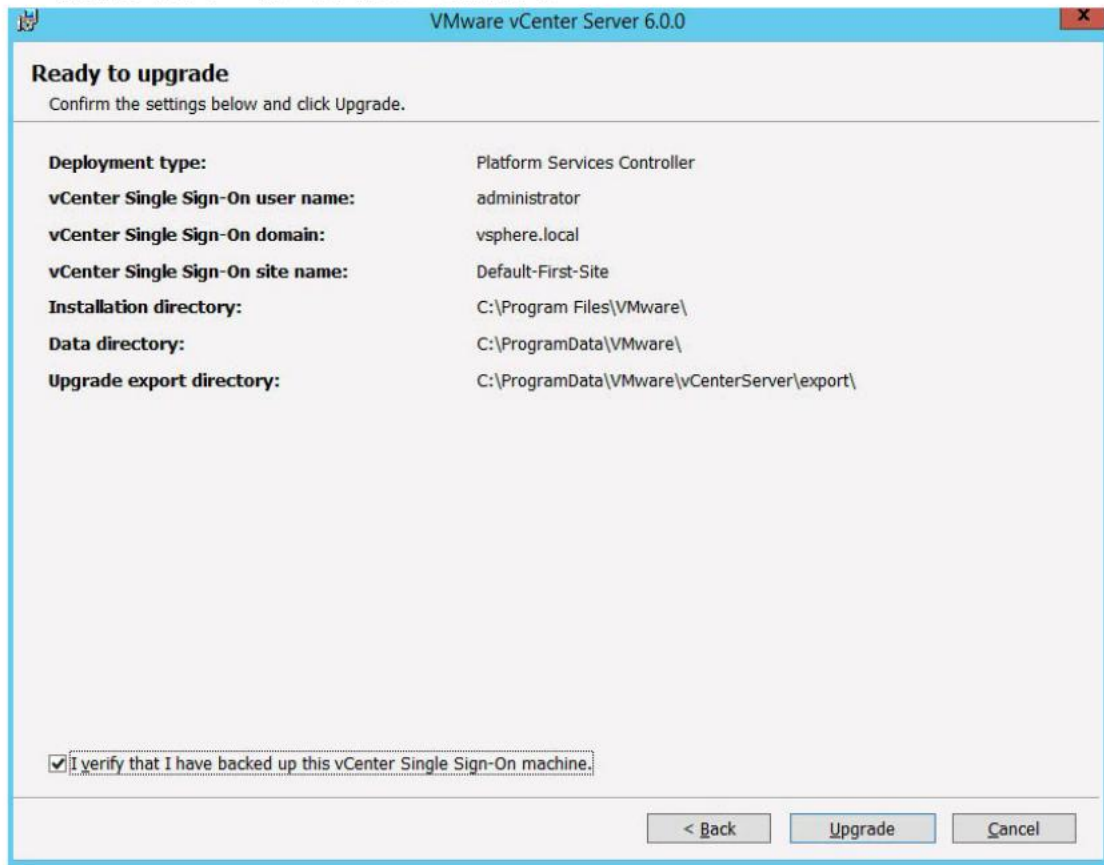 VMware vCenter Server 6.0.0
x
Ready to upgrade
Confirm the settings below and click Upgrade.
Deployment type: Platform Services Controller
vCenter Single Sign-On user name: administrator
vCenter Single Sign-On domain: vsphere.local
vCenter Single Sign-On site name: Default-First-Site
Installation directory: C:\Program Files\VMware\
Data directory: C:\ProgramData\VMware\
Upgrade export directory: C:\ProgramData\VMware\vCenterServer\export\
I verify that I have backed up this vCenter Single Sign-On machine.
< Back Upgrade Cancel